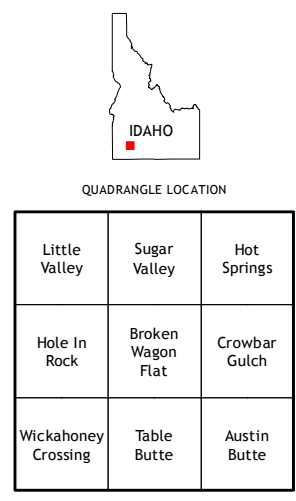 IDAHO
QUADRANGLE LOCATION
Little
Valley
Sugar
Valley
Hot
Springs
Hole In
Rock
Broken
Wagon
Flat
Crowbar
Gulch
Wickahoney
Crossing
Table
Butte
Austin
Butte